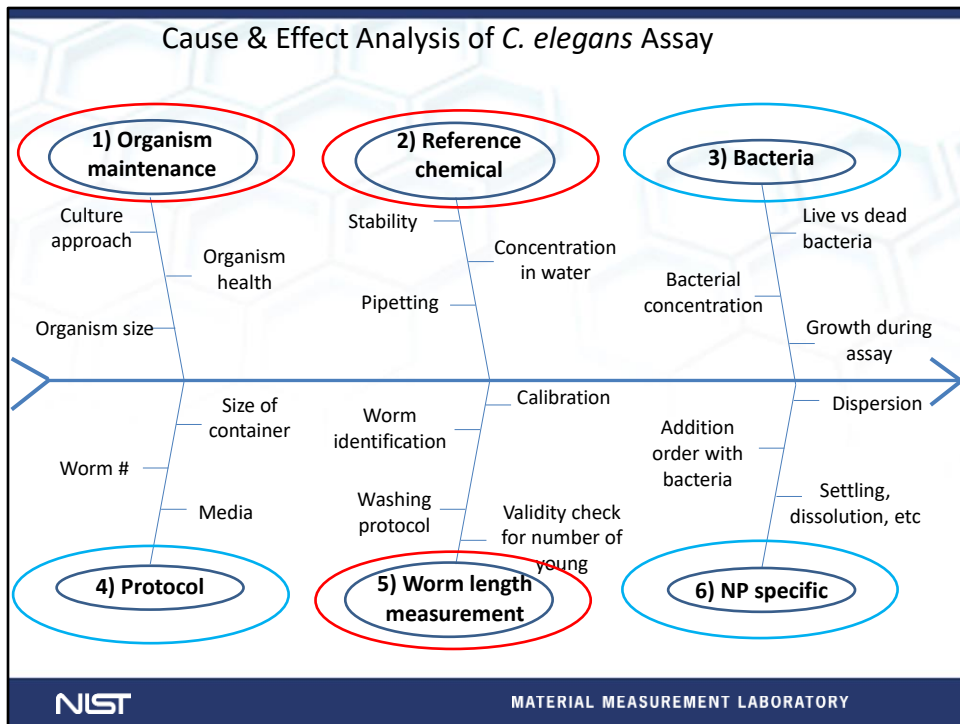 Cause & Effect Analysis of C. elegans Assay
1) Organism
maintenance
2) Reference
chemical
3) Bacteria
Culture
approach
Organism
health
Organism size
Stability
Concentration
in water
Pipetting
Live vs dead
bacteria
Bacterial
concentration
Growth during
assay
Size of
container
Worm #
Media
4) Protocol
Calibration
Worm
identification
Washing
protocol
Validity check
for number of
young
5) Worm length
measurement
Dispersion
Addition
order with
bacteria
Settling,
dissolution, etc
6) NP specific
NIST
MATERIAL MEASUREMENT LABORATORY